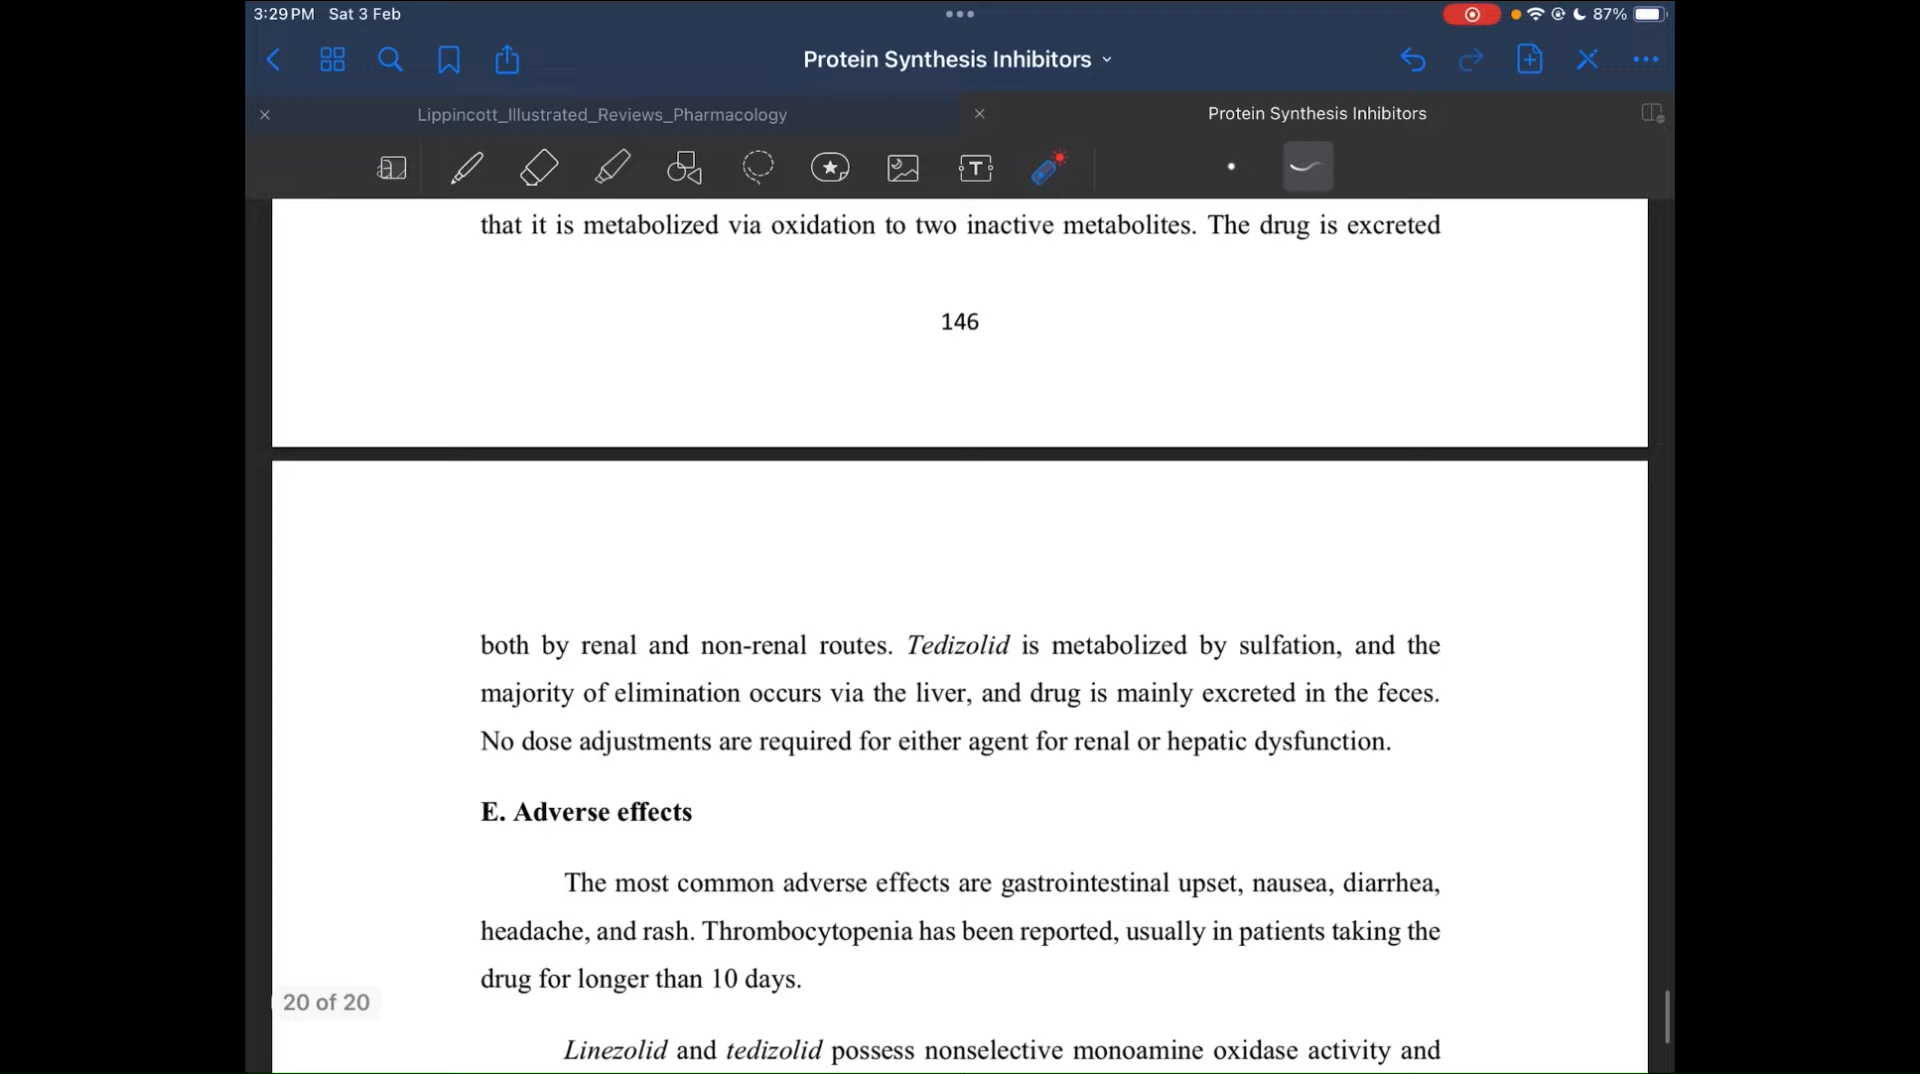 3:29 PM Sat 3 Feb
87%
Protein Synthesis Inhibitors
Lippincott_Illustrated_Reviews_Pharmacology
Protein Synthesis Inhibitors
that it is metabolized via oxidation to two inactive metabolites. The drug is excreted
146
both by renal and non-renal routes. Tedizolid is metabolized by sulfation, and the
majority of elimination occurs via the liver, and drug is mainly excreted in the feces.
No dose adjustments are required for either agent for renal or hepatic dysfunction.
E. Adverse effects
The most common adverse effects are gastrointestinal upset, nausea, diarrhea,
headache, and rash. Thrombocytopenia has been reported, usually in patients taking the
drug for longer than 10 days.
20 of 20
Linezolid and tedizolid possess nonselective monoamine oxidase activity and